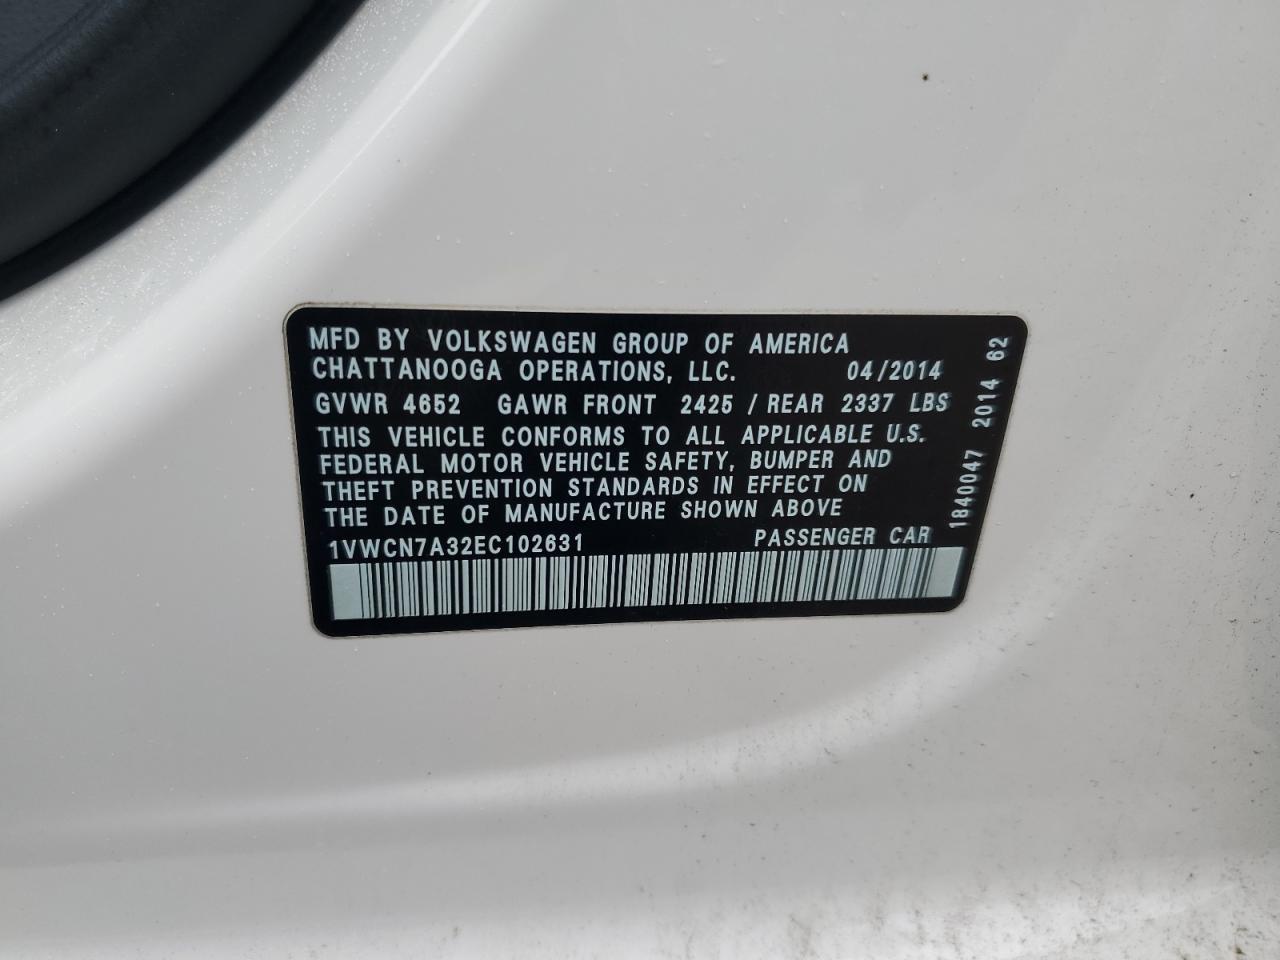 MFD BY VOLKSWAGEN GROUP OF AMERICA
CHATTANOOGA OPERATIONS, LLC. 04/2014
GVWR 4652 GAWR FRONT 2425 / REAR 2337 LBS
THIS VEHICLE CONFORMS TO ALL APPLICABLE U.S.
FEDERAL MOTOR VEHICLE SAFETY, BUMPER AND
THEFT PREVENTION STANDARDS IN EFFECT ON
THE DATE OF MANUFACTURE SHOWN ABOVE
1VWCN7A32EC102631 PASSENGER CAR
1840047 2014 62